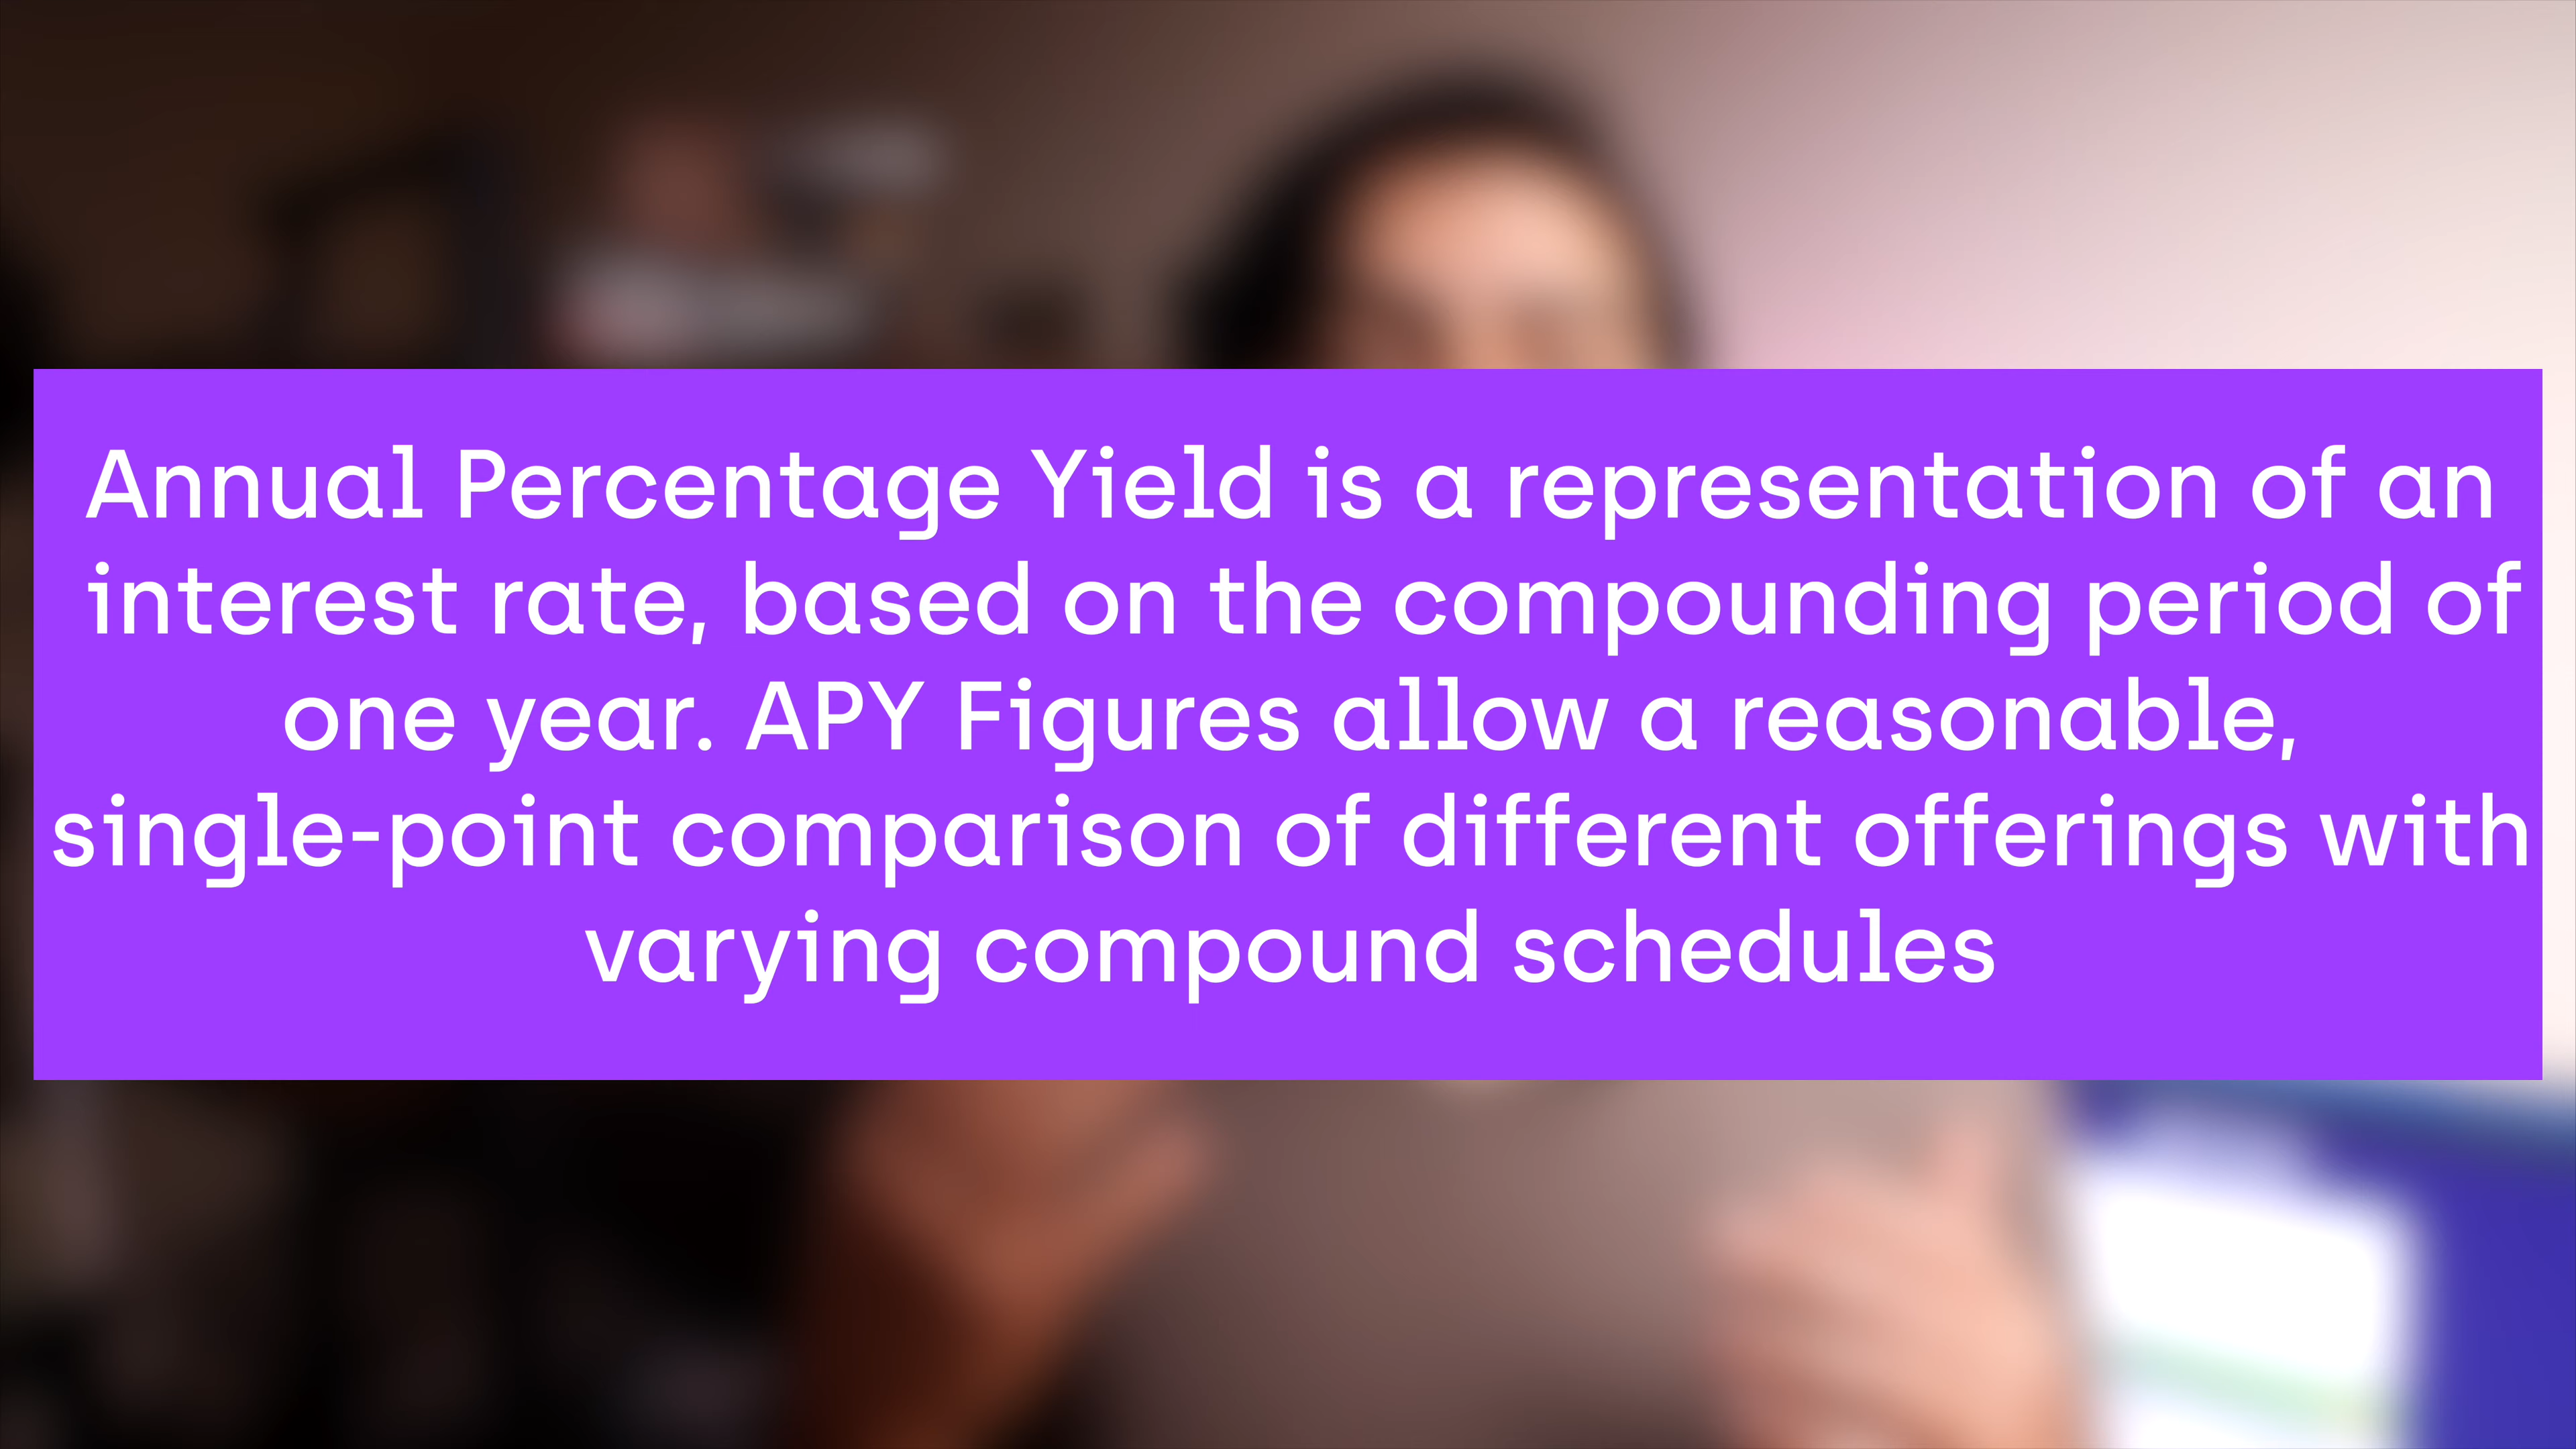 Annual Percentage Yield is a representation of an
interest rate, based on the compounding period of
one year. APY Figures allow a reasonable,
single-point comparison of different offerings with
varying compound schedules